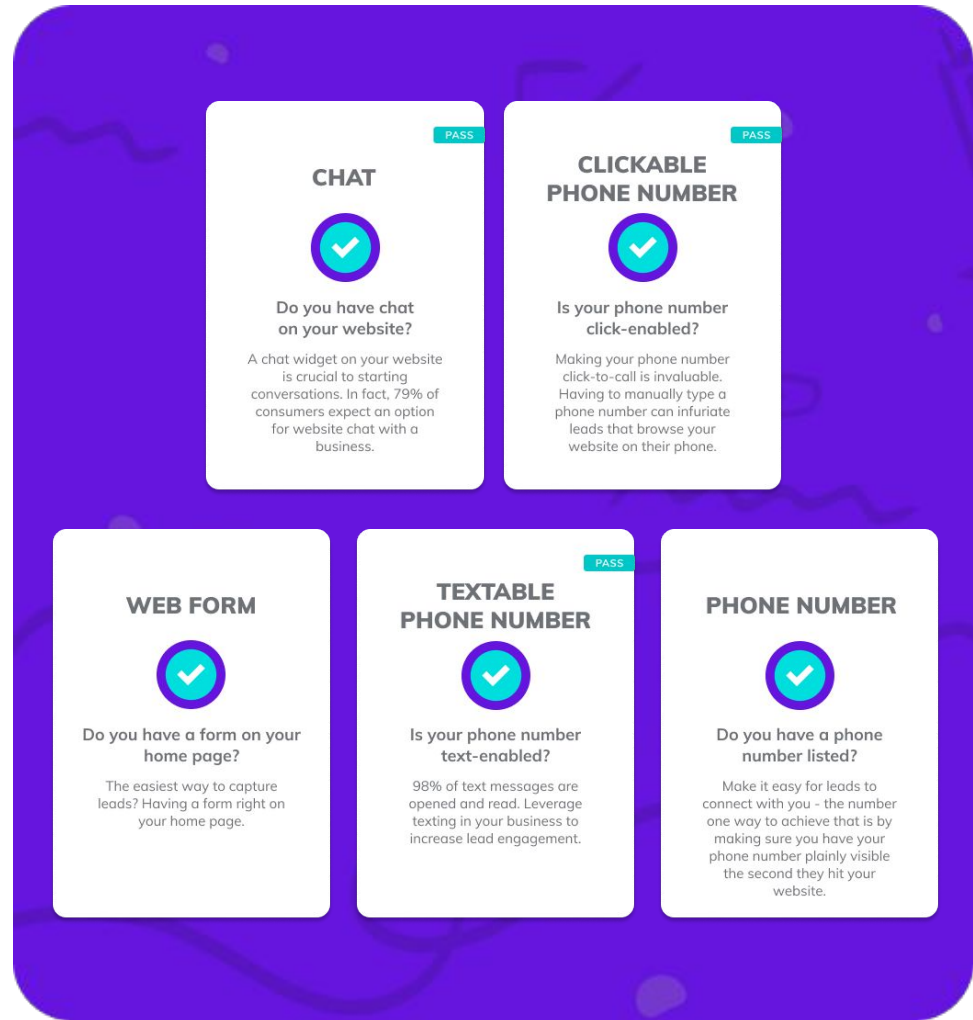 PASS
CHAT
Do you have chat
on your website?
A chat widget on your website
is crucial to starting
conversations. In fact, 79% of
consumers expect an option
for website chat with a
business.
PASS
CLICKABLE
PHONE NUMBER
Is your phone number
click-enabled?
Making your phone number
click-to-call is invaluable.
Having to manually type a
phone number can infuriate
leads that browse your
website on their phone.
WEB FORM
Do you have a form on your
home page?
The easiest way to capture
leads? Having a form right on
your home page.
PASS
TEXTABLE
PHONE NUMBER
Is your phone number
text-enabled?
98% of text messages are
opened and read. Leverage
texting in your business to
increase lead engagement.
PHONE NUMBER
Do you have a phone
number listed?
Make it easy for leads to
connect with you - the number
one way to achieve that is by
making sure you have your
phone number plainly visible
the second they hit your
website.